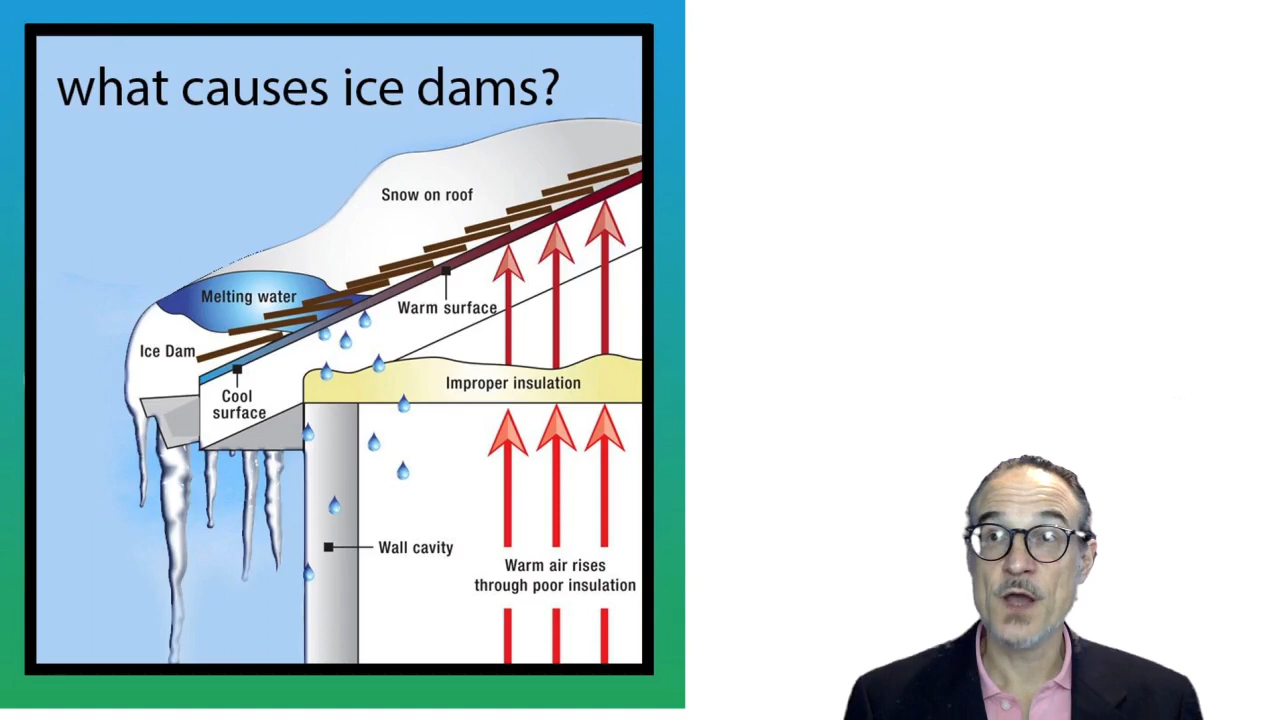 what causes ice dams?
Snow on roof
Melting water
Warm surface
Ice Dam
Improper insulation
Cool
surface
Wall cavity
Warm air rises
through poor insulation